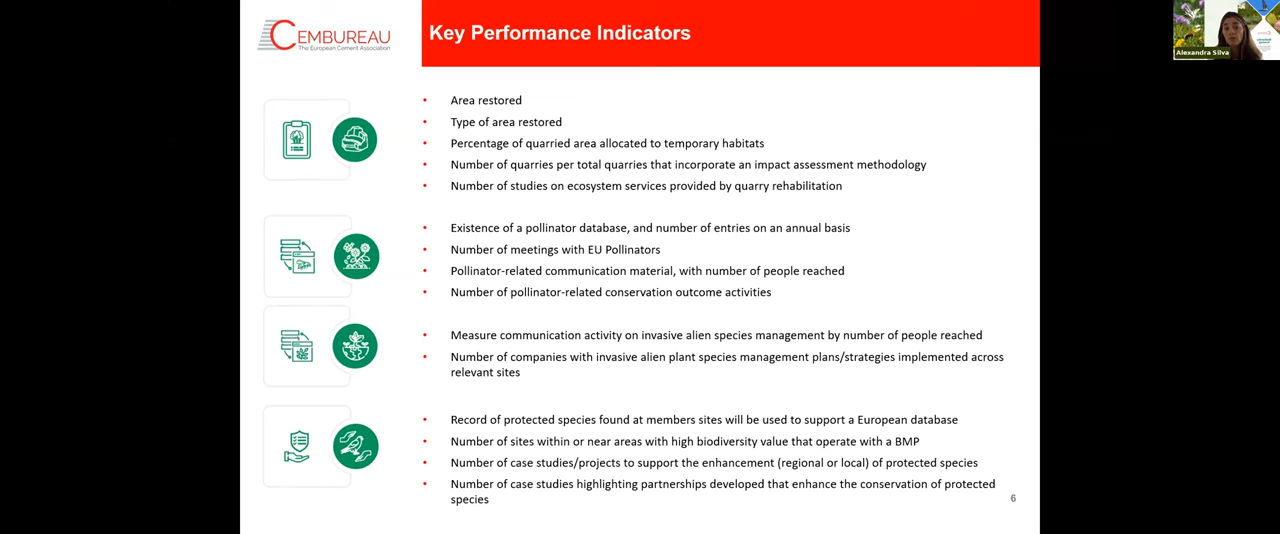 CEMBUREAU
The European Cement Association
Key Performance Indicators
Alexandra Silva
• Area restored
• Type of area restored
• Percentage of quarried area allocated to temporary habitats
• Number of quarries per total quarries that incorporate an impact assessment methodology
• Number of studies on ecosystem services provided by quarry rehabilitation
• Existence of a pollinator database, and number of entries on an annual basis
• Number of meetings with EU Pollinators
• Pollinator-related communication material, with number of people reached
• Number of pollinator-related conservation outcome activities
• Measure communication activity on invasive alien species management by number of people reached
• Number of companies with invasive alien plant species management plans/strategies implemented across
relevant sites
• Record of protected species found at members sites will be used to support a European database
• Number of sites within or near areas with high biodiversity value that operate with a BMP
• Number of case studies/projects to support the enhancement (regional or local) of protected species
• Number of case studies highlighting partnerships developed that enhance the conservation of protected
species
6